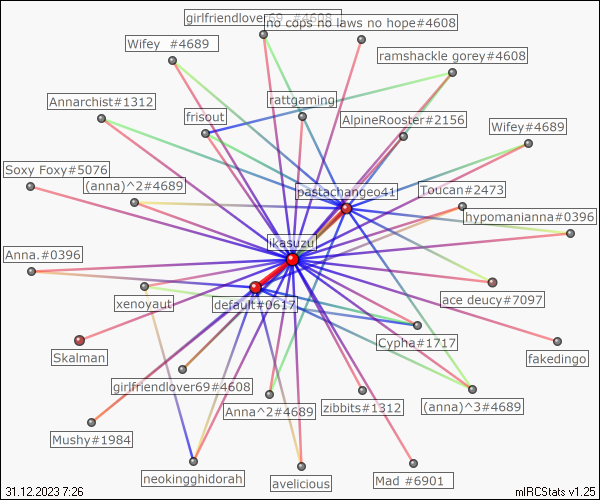 girlfriendlover69 #4608
no cops no laws no hope#4608
Wifey #4689
ramshackle gorey#4608
Annarchist#1312
rattgaming
frisout
AlpineRooster#2156
Wifey#4689
Soxy Foxy#5076
(anna)^2#4689
pastachangeo41
Toucan#2473
hypomanianna#0396
ikasuzu
Anna.#0396
xenoyaut
default#0617
ace deucy#7097
Cypha#1717
Skalman
fakedingo
girlfriendlover69#4608
Anna^2#4689
zibbits#1312
(anna)^3#4689
Mushy#1984
neokingghidorah
avelicious
Mad #6901
31.12.2023 7:26
mIRCStats v1.25